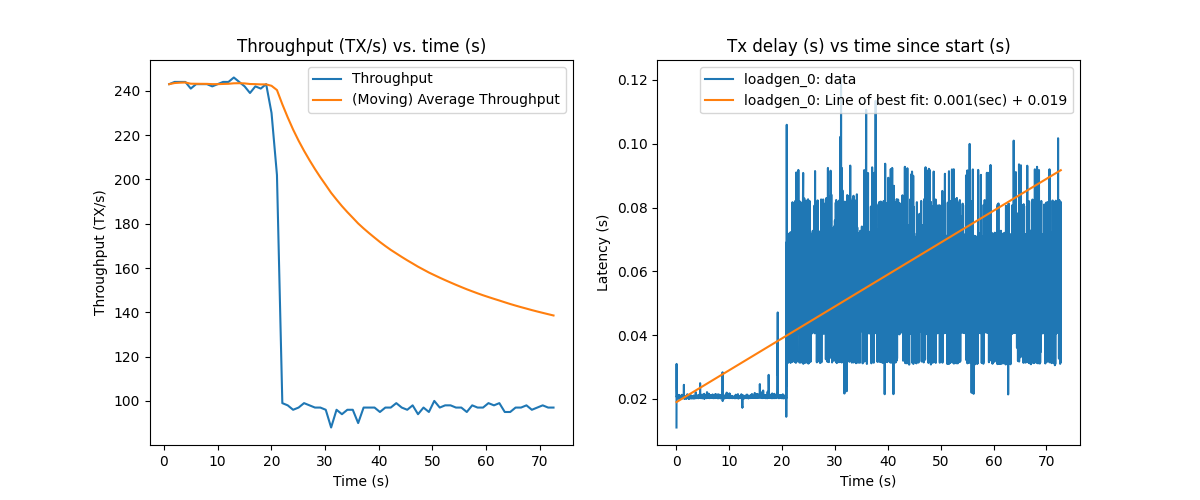 Throughput (TX/s) vs. time (s)
Throughput
(Moving) Average Throughput
240
220
200
180
160
140
120
100
Throughput (TX/s)
0 10 20 30 40 50 60 70
Time (s)
Tx delay (s) vs time since start (s)
loadgen_0: data
loadgen_0: Line of best fit: 0.001(sec) + 0.019
0.12
0.10
0.08
0.06
0.04
0.02
Latency (s)
0 10 20 30 40 50 60 70
Time (s)